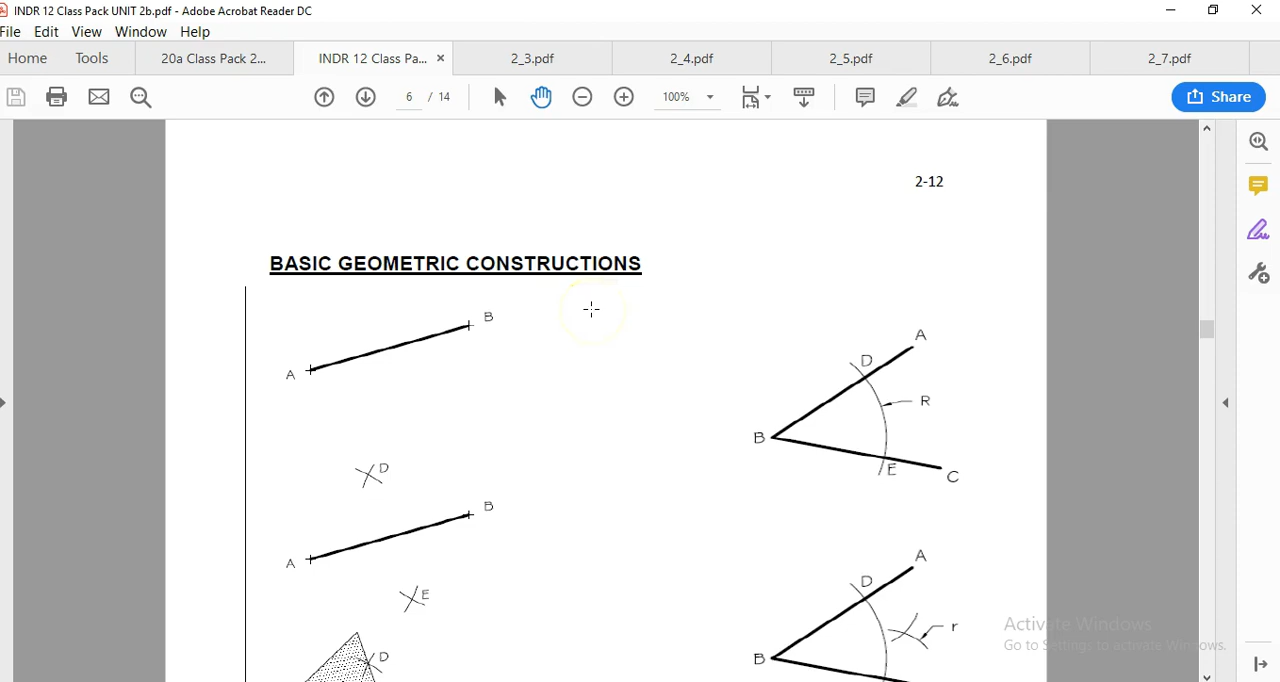 INDR 12 Class Pack UNIT 2b.pdf - Adobe Acrobat Reader DC
File Edit View Window Help
Home Tools 20a Class Pack 2... INDR 12 Class Pa... × 2_3.pdf 2_4.pdf 2_5.pdf 2_6.pdf 2_7.pdf
6 / 14 100% Share
2-12
BASIC GEOMETRIC CONSTRUCTIONS
B
A
A
D
R
B
E
C
D
B
A
E
D
A
D
r
B
Activate Windows
Go to Settings to activate Windows.